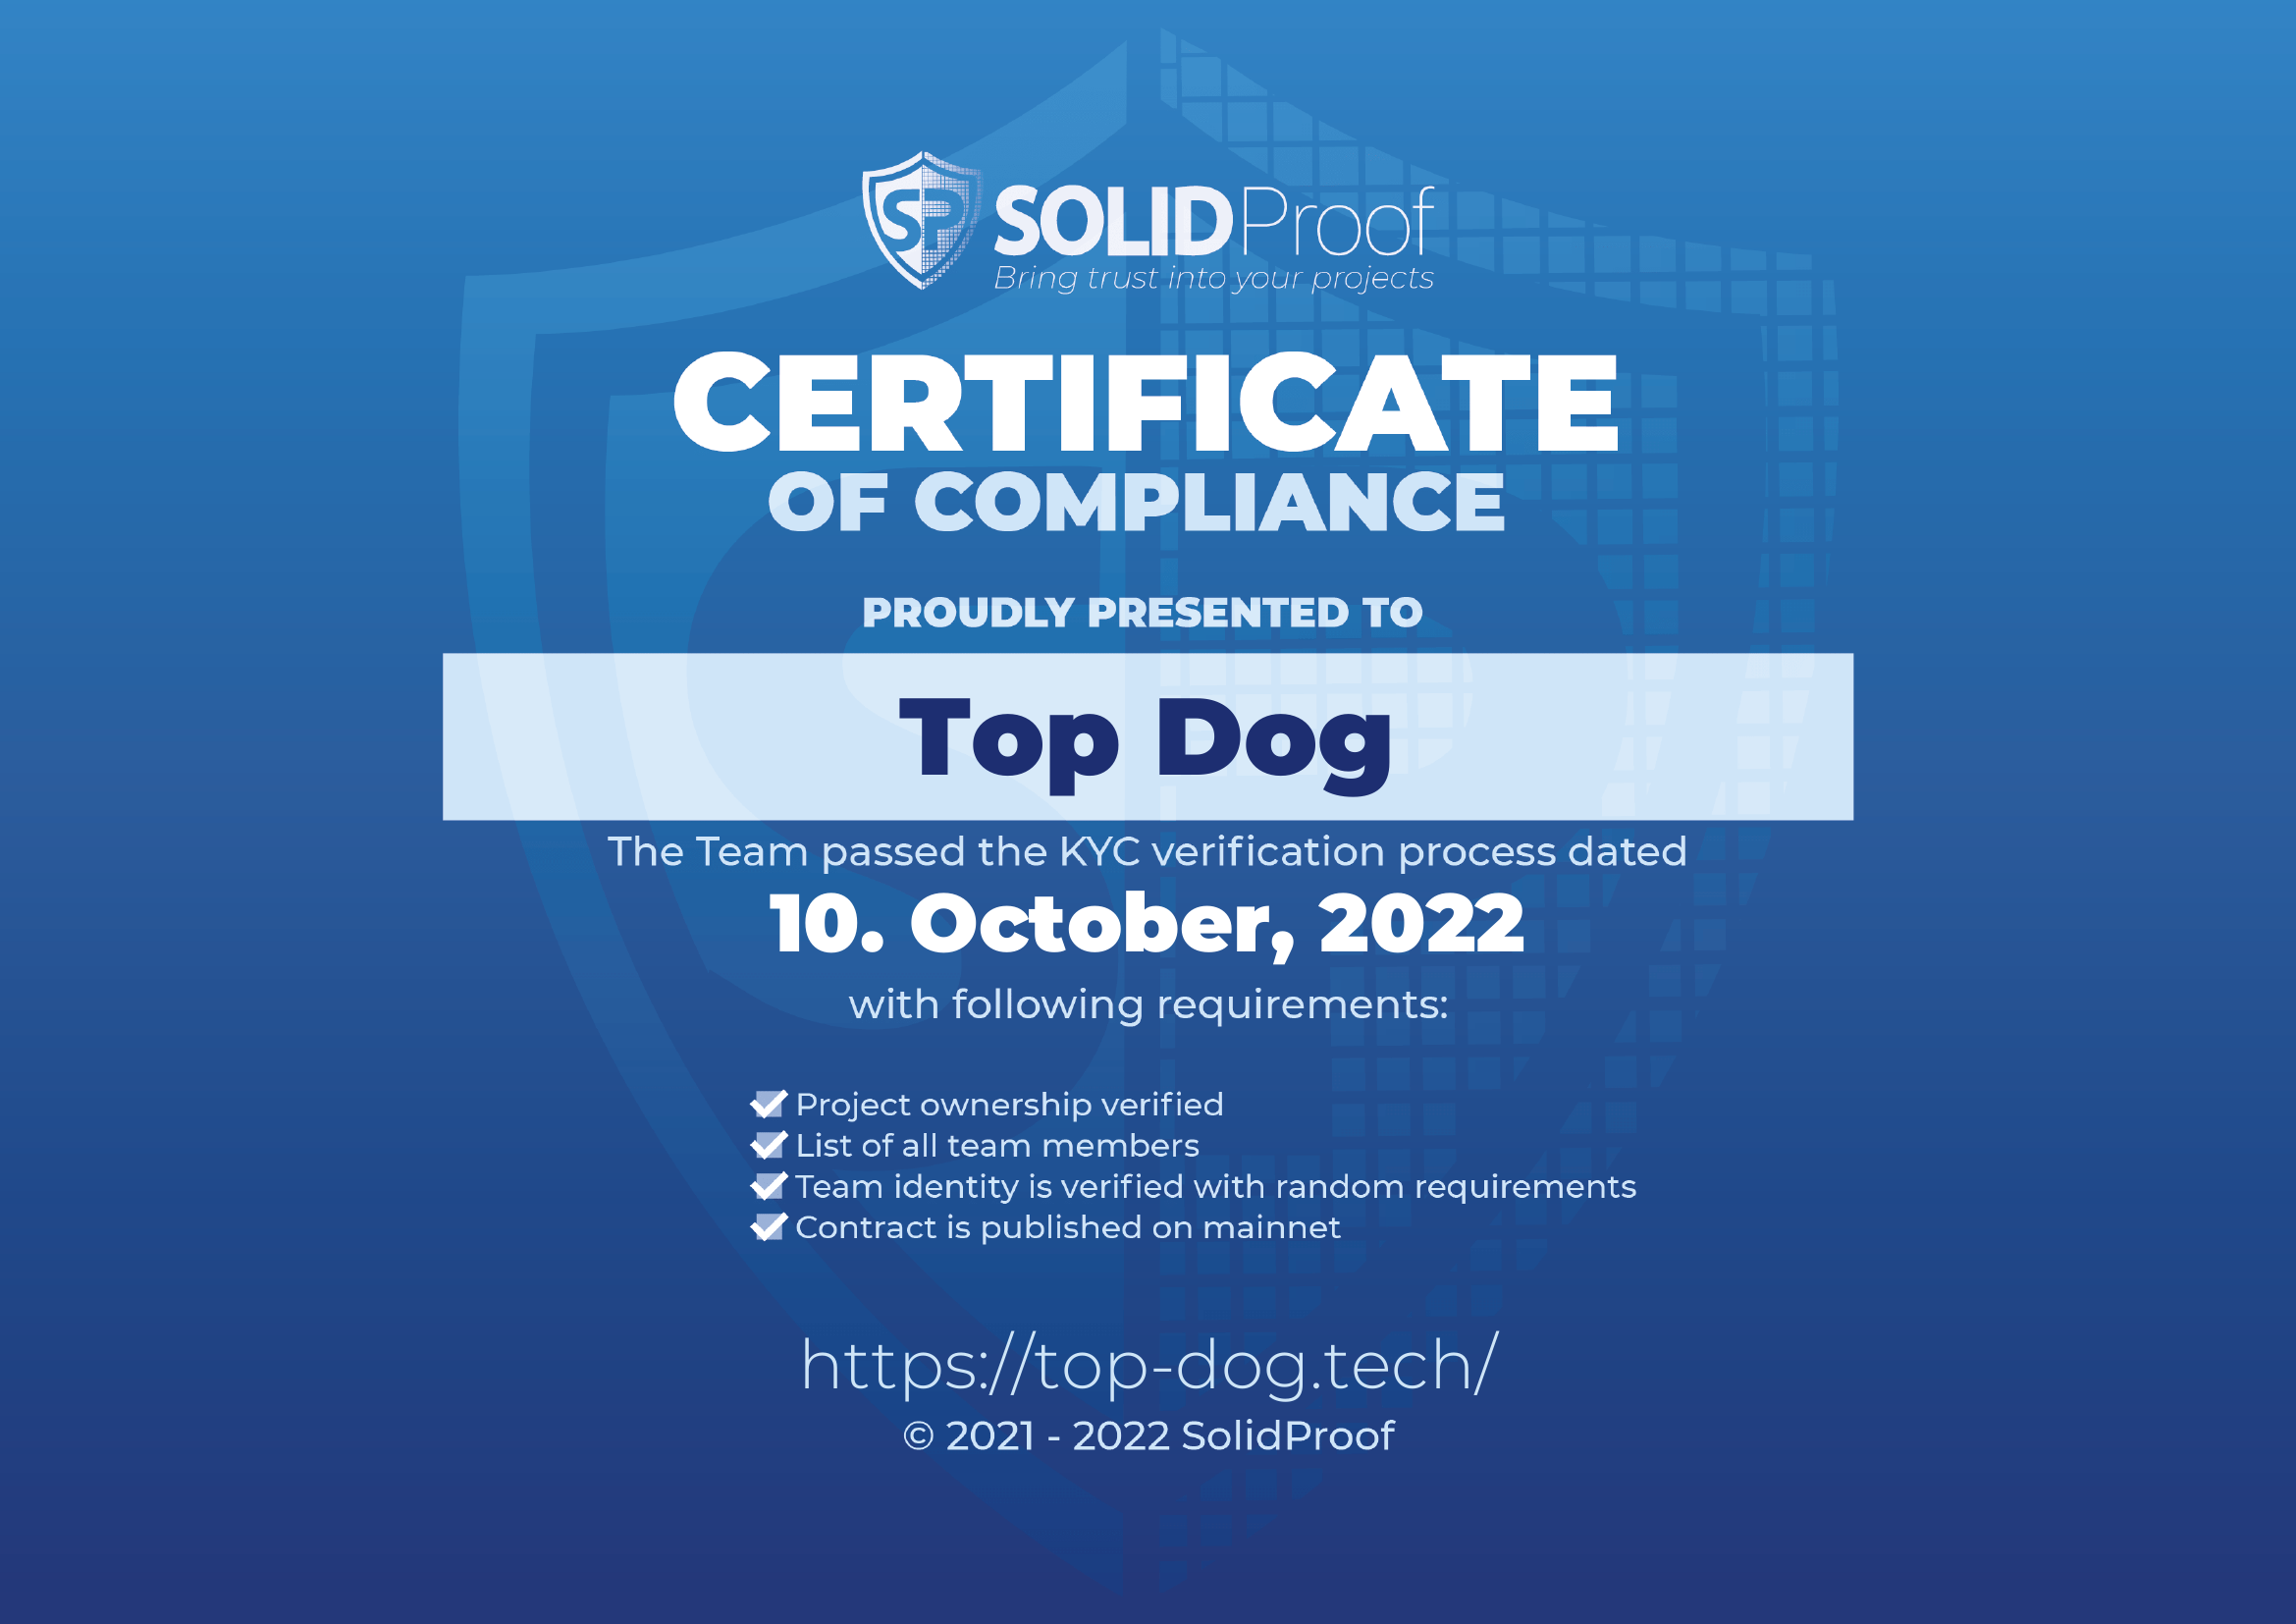 SP SOLIDProof
Bring trust into your projects
CERTIFICATE
OF COMPLIANCE
PROUDLY PRESENTED TO
Top Dog
The Team passed the KYC verification process dated
10. October, 2022
with following requirements:
Project ownership verified
List of all team members
Team identity is verified with random requirements
Contract is published on mainnet
https://top-dog.tech/
© 2021 - 2022 SolidProof